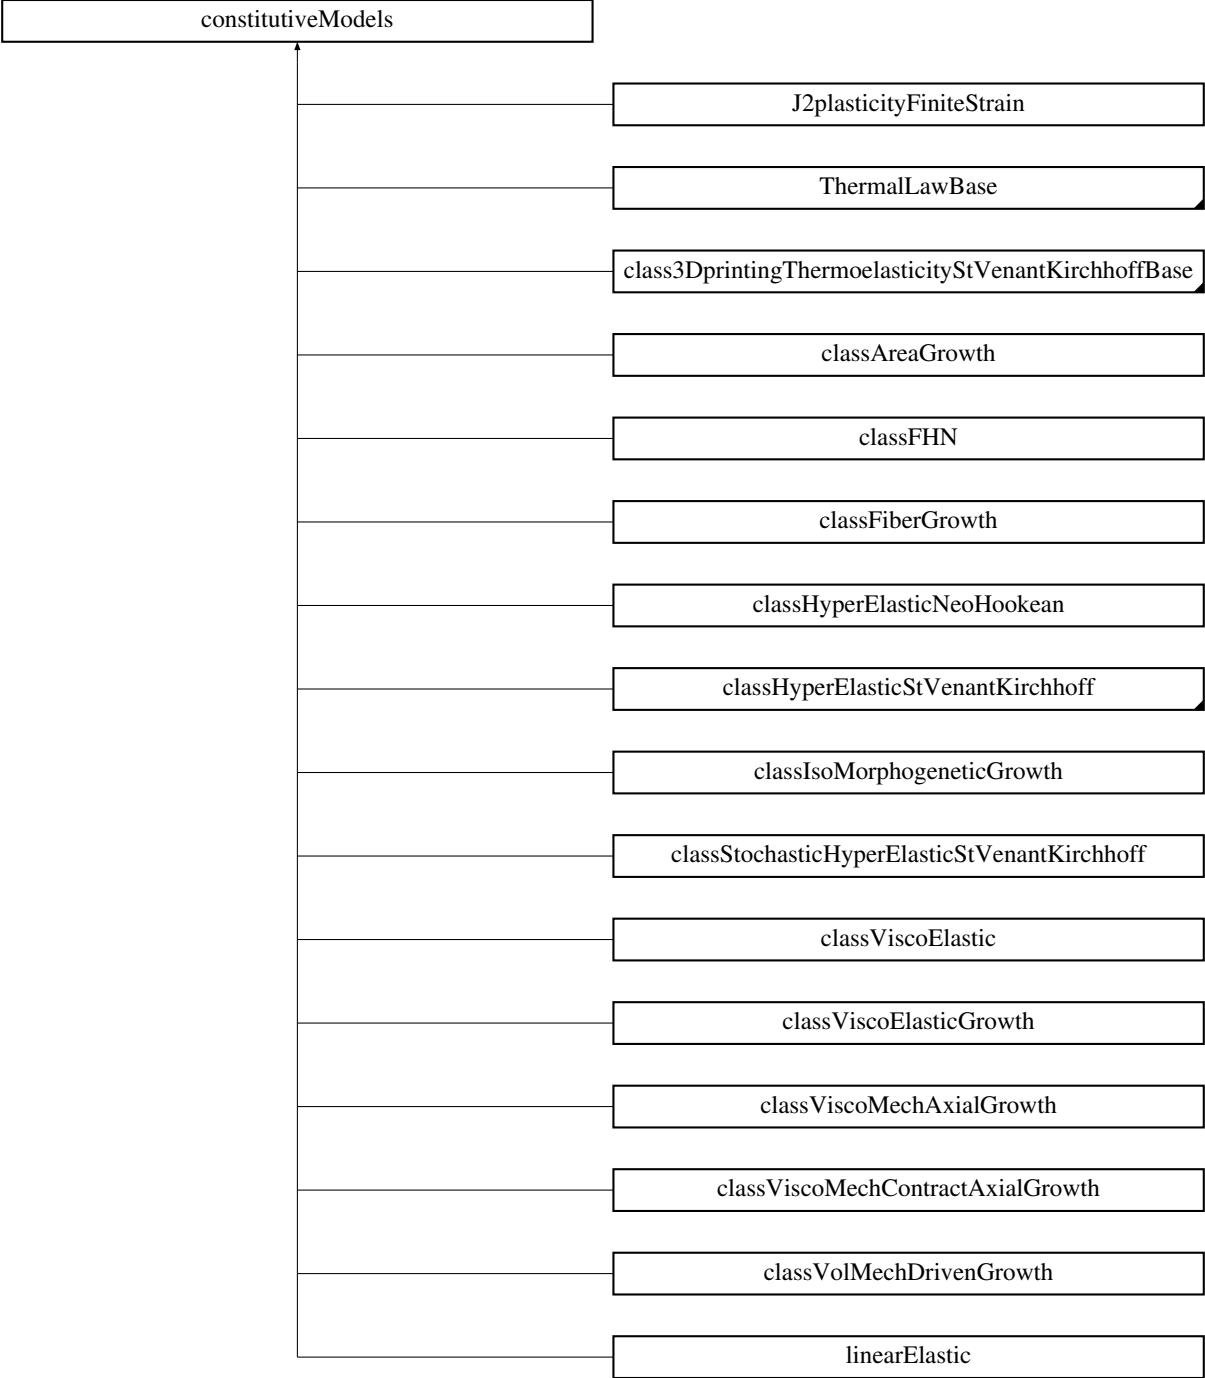 constitutiveModels
J2plasticityFiniteStrain
ThermalLawBase
class3DprintingThermoelasticityStVenantKirchhoffBase
classAreaGrowth
classFHN
classFiberGrowth
classHyperElasticNeoHookean
classHyperElasticStVenantKirchhoff
classIsoMorphogeneticGrowth
classStochasticHyperElasticStVenantKirchhoff
classViscoElastic
classViscoElasticGrowth
classViscoMechAxialGrowth
classViscoMechContractAxialGrowth
classVolMechDrivenGrowth
linearElastic